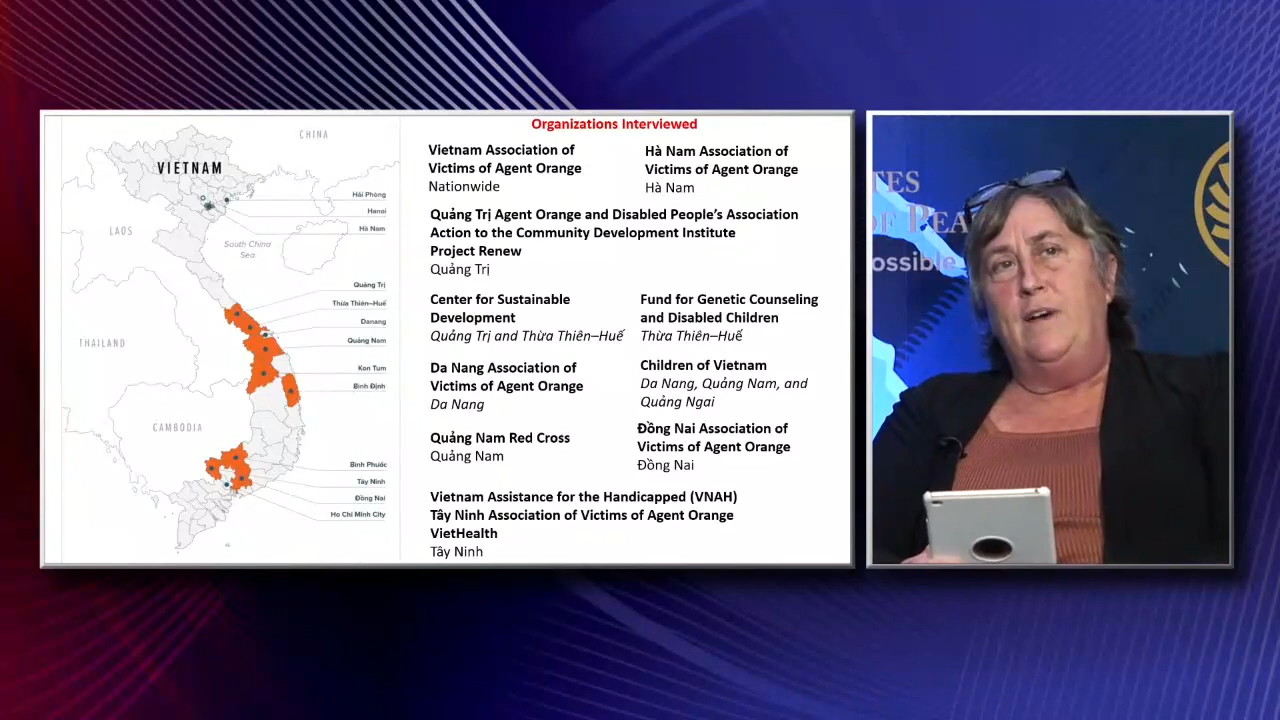 VIETNAM
CHINA
LAOS
THAILAND
CAMBODIA
South China
Sea
Hải Phòng
Hanoi
Hà Nam
Quảng Trị
Thừa Thiên–Huế
Danang
Quảng Nam
Kon Tum
Bình Định
Bình Phước
Tây Ninh
Đồng Nai
Ho Chi Minh City
Organizations Interviewed
Vietnam Association of
Victims of Agent Orange
Nationwide
Hà Nam Association of
Victims of Agent Orange
Hà Nam
Quảng Trị Agent Orange and Disabled People’s Association
Action to the Community Development Institute
Project Renew
Quảng Trị
Center for Sustainable
Development
Quảng Trị and Thừa Thiên–Huế
Fund for Genetic Counseling
and Disabled Children
Thừa Thiên–Huế
Da Nang Association of
Victims of Agent Orange
Da Nang
Children of Vietnam
Da Nang, Quảng Nam, and
Quảng Ngai
Quảng Nam Red Cross
Quảng Nam
Đồng Nai Association of
Victims of Agent Orange
Đồng Nai
Vietnam Assistance for the Handicapped (VNAH)
Tây Ninh Association of Victims of Agent Orange
VietHealth
Tây Ninh
TES
OF PEA
ossible